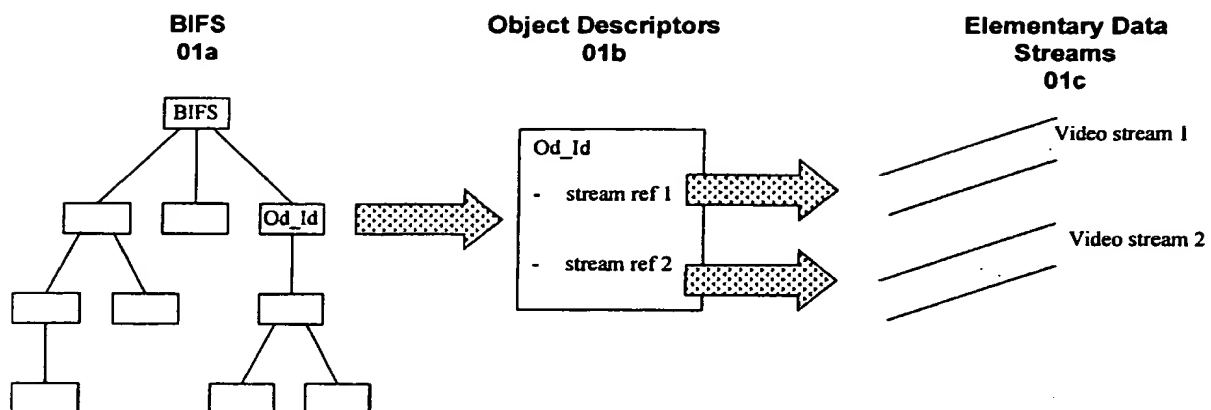 BIFS
01a
Object Descriptors
01b
Elementary Data
Streams
01c
BIFS
Od_Id
Od_Id
- stream ref 1
- stream ref 2
Video stream 1
Video stream 2